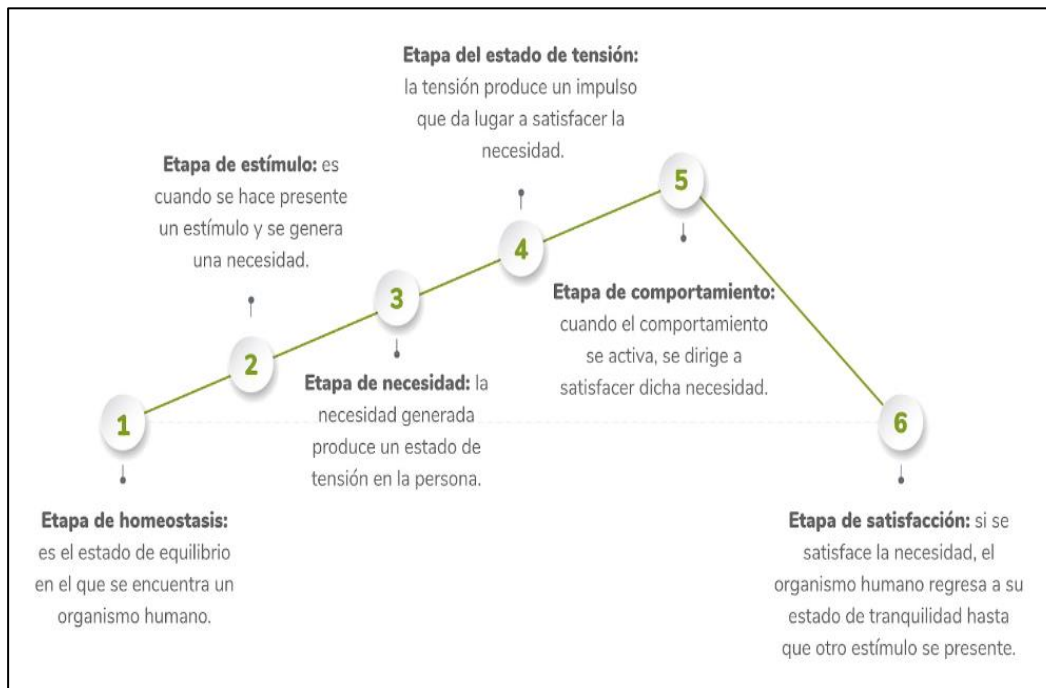 1
Etapa de homeostasis:
es el estado de equilibrio
en el que se encuentra un
organismo humano.
2
Etapa de estímulo: es
cuando se hace presente
un estímulo y se genera
una necesidad.
3
Etapa de necesidad: la
necesidad generada
produce un estado de
tensión en la persona.
4
Etapa del estado de tensión:
la tensión produce un impulso
que da lugar a satisfacer la
necesidad.
5
Etapa de comportamiento:
cuando el comportamiento
se activa, se dirige a
satisfacer dicha necesidad.
6
Etapa de satisfacción: si se
satisface la necesidad, el
organismo humano regresa a su
estado de tranquilidad hasta
que otro estímulo se presente.